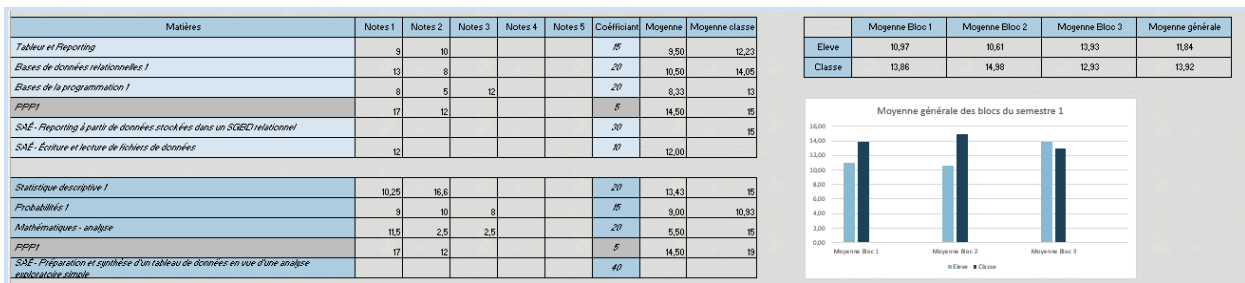 Matières Notes 1 Notes 2 Notes 3 Notes 4 Notes 5 Coéfficiant Moyenne Moyenne classe
Tableur et Reporting 9 10 15 9,50 12,23
Bases de données relationnelles 1 13 8 20 10,50 14,05
Bases de la programmation 1 8 5 12 20 8,33 13
PPP1 17 12 5 14,50 15
SAÉ - Reporting à partir de données stockées dans un SGBD relationnel 30 15
SAÉ - Écriture et lecture de fichiers de données 12 10 12,00
Statistique descriptive 1 10,25 16,6 20 13,43 15
Probabilités 1 9 10 8 15 9,00 10,93
Mathématiques - analyse 11,5 2,5 2,5 20 5,50 15
PPP1 17 12 5 14,50 19
SAE - Préparation et synthèse d'un tableau de données en vue d'une analyse
exploratoire simple 40
Moyenne Bloc 1 Moyenne Bloc 2 Moyenne Bloc 3 Moyenne générale
Eleve 10,97 10,61 13,93 11,84
Classe 13,86 14,98 12,93 13,92
Moyenne générale des blocs du semestre 1
16,00
14,00
12,00
10,00
8,00
6,00
4,00
2,00
0,00
Moyenne Bloc 1 Moyenne Bloc 2 Moyenne Bloc 3
Eleve Classe